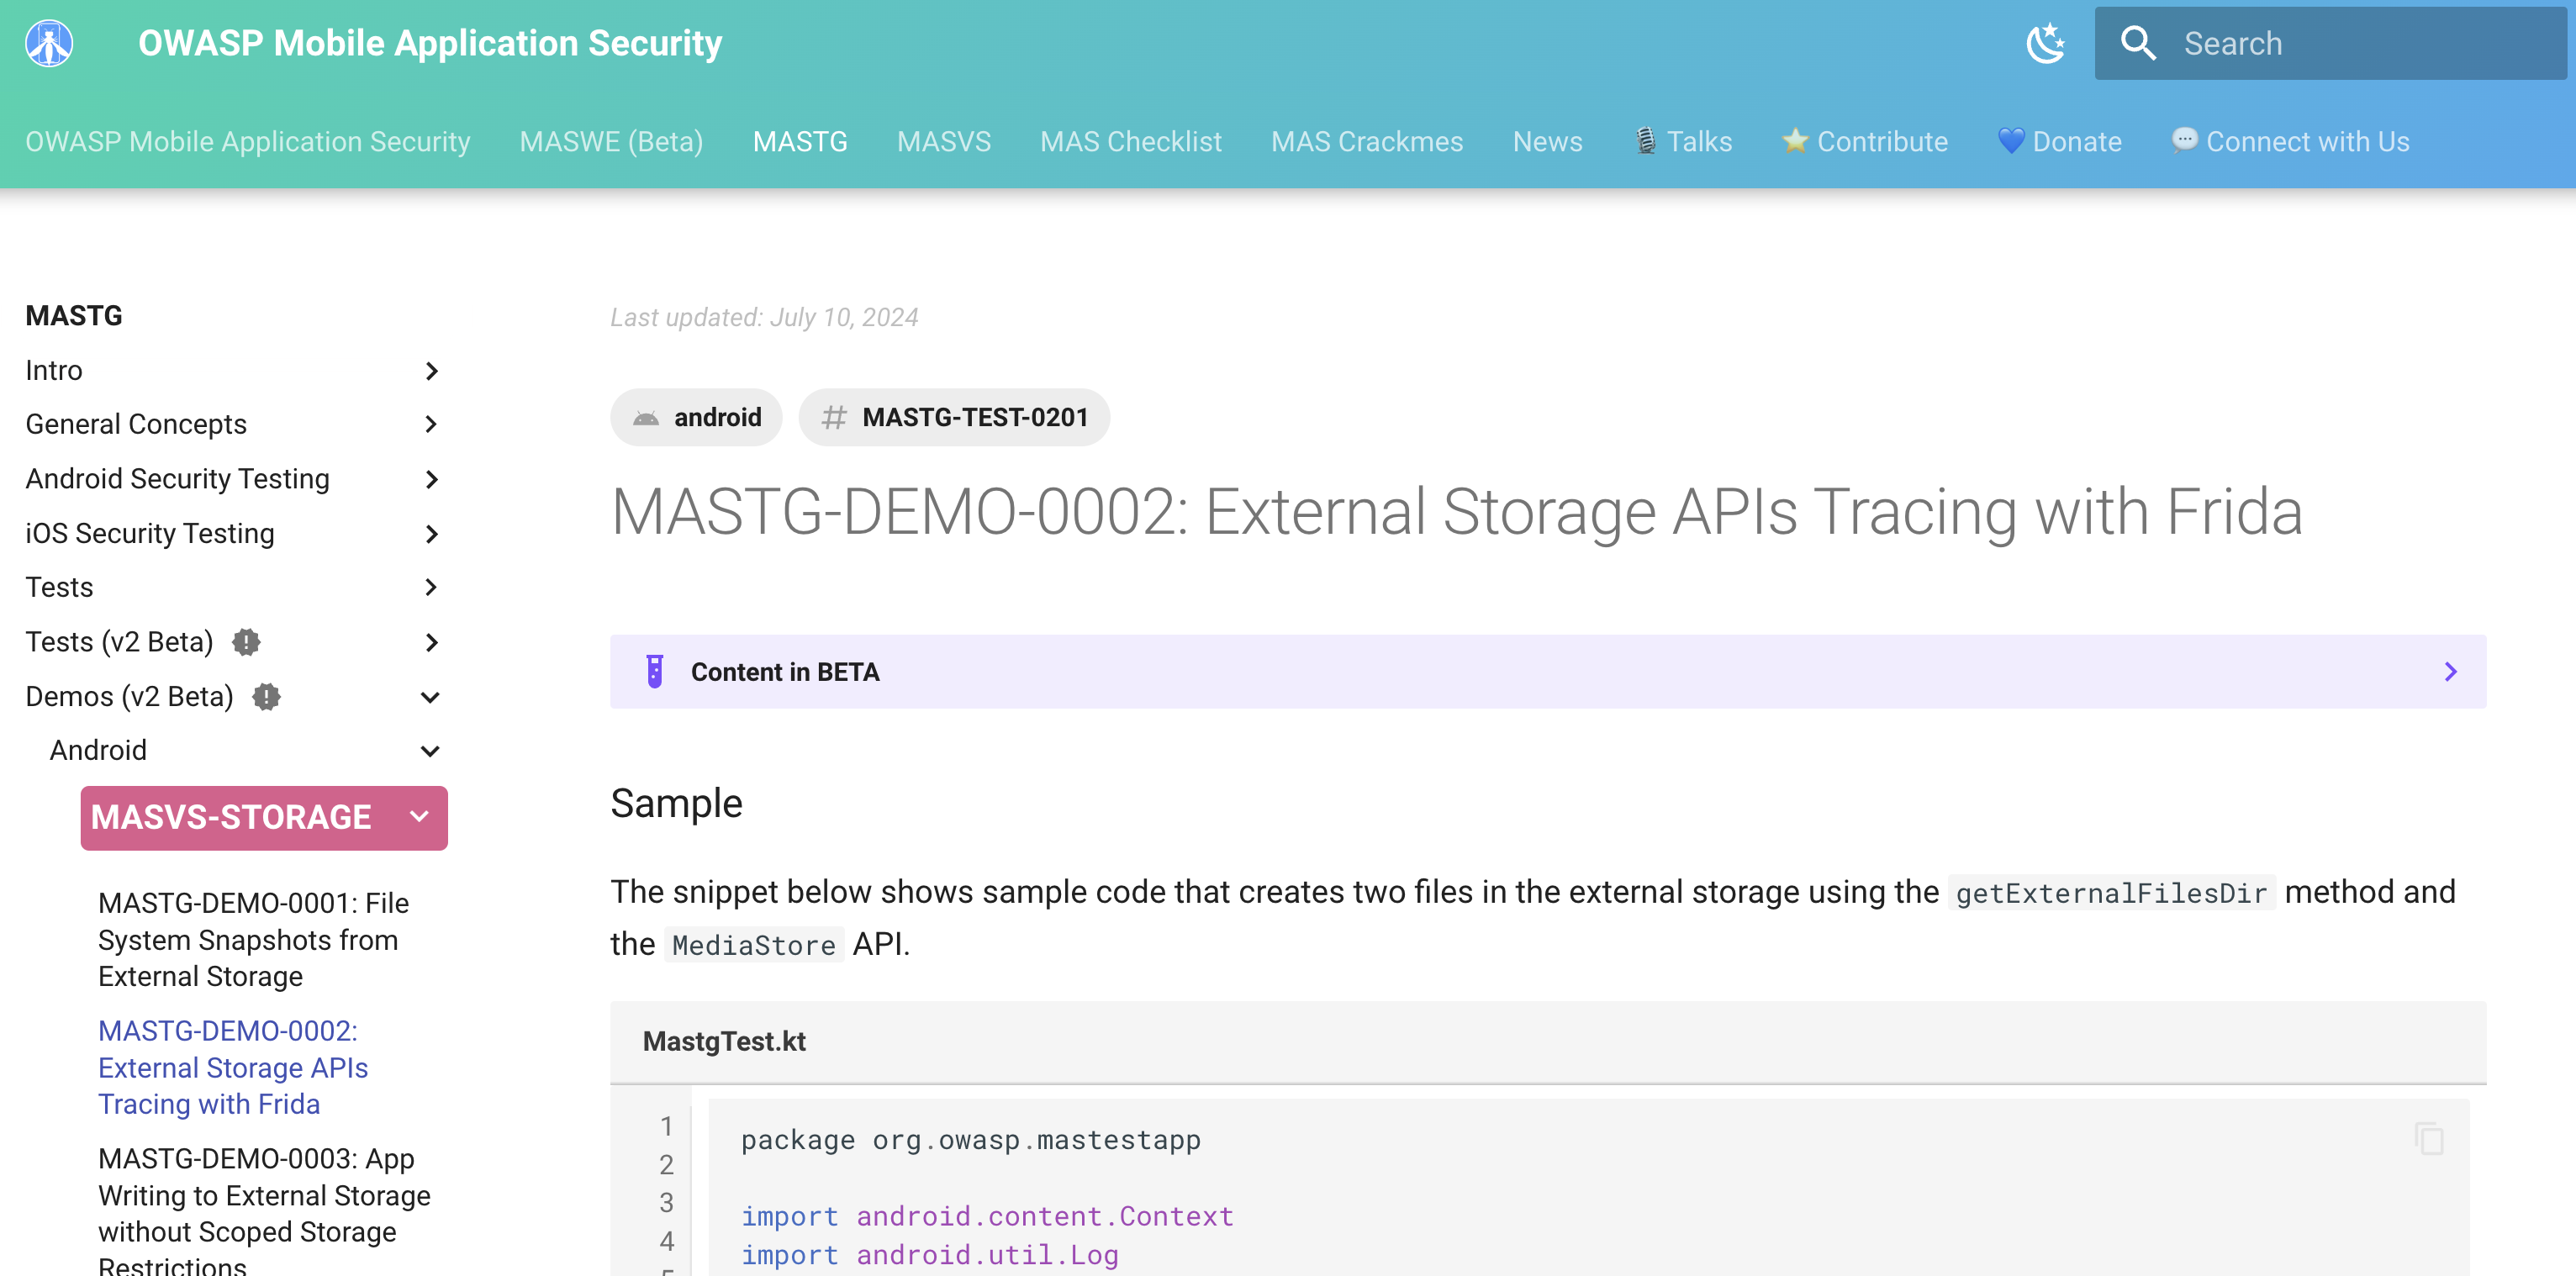 OWASP Mobile Application Security
Search
OWASP Mobile Application Security MASWE (Beta) MASTG MASVS MAS Checklist MAS Crackmes News Talks Contribute Donate Connect with Us
MASTG
Intro
General Concepts
Android Security Testing
iOS Security Testing
Tests
Tests (v2 Beta)
Demos (v2 Beta)
Android
MASVS-STORAGE
MASTG-DEMO-0001: File
System Snapshots from
External Storage
MASTG-DEMO-0002:
External Storage APIs
Tracing with Frida
MASTG-DEMO-0003: App
Writing to External Storage
without Scoped Storage
Restrictions
Last updated: July 10, 2024
android # MASTG-TEST-0201
MASTG-DEMO-0002: External Storage APIs Tracing with Frida
Content in BETA
Sample
The snippet below shows sample code that creates two files in the external storage using the getExternalFilesDir method and
the MediaStore API.
MastgTest.kt
1 package org.owasp.mastestapp
2
3 import android.content.Context
4 import android.util.Log
5